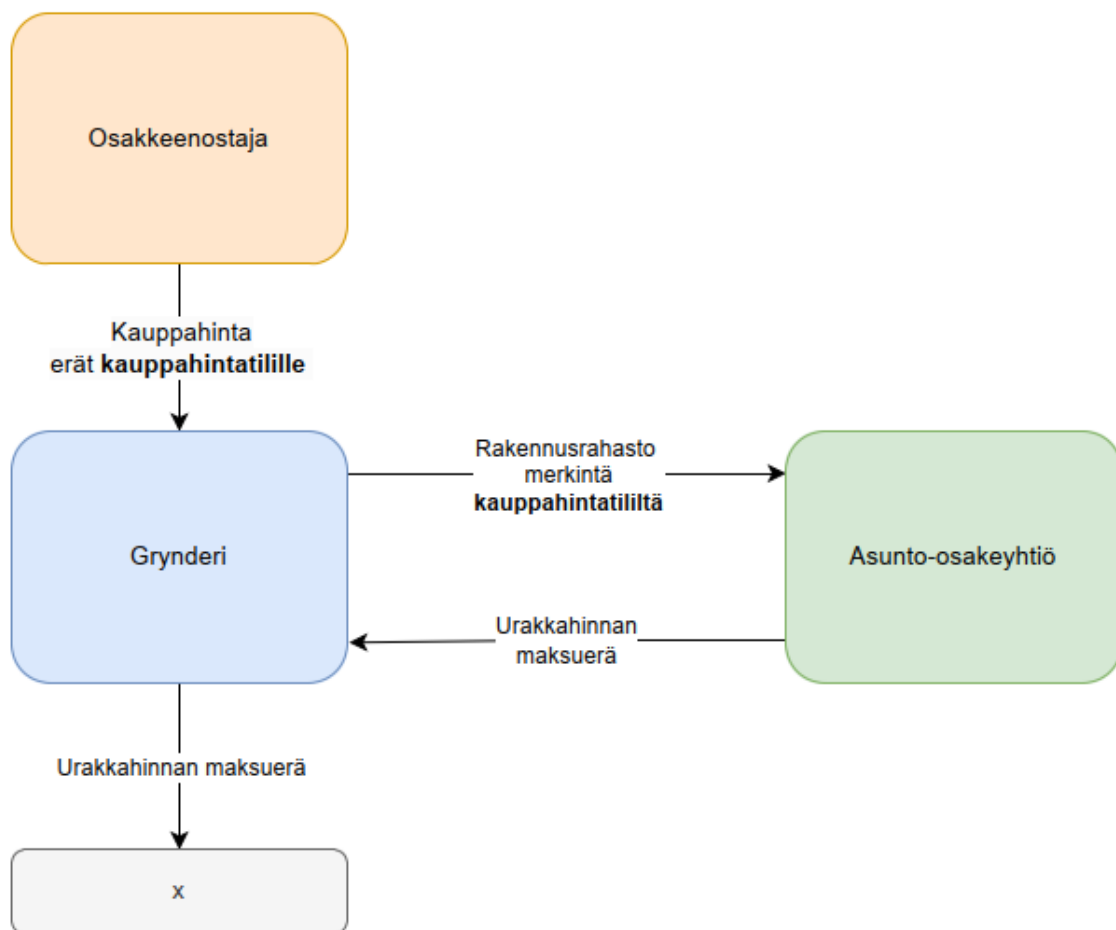 Osakkeenostaja
Kauppahinta
erät kauppahintatilille
Rakennusrahasto
merkintä
kauppahintatililtä
Grynderi
Asunto-osakeyhtiö
Urakkahinnan
maksuerä
Urakkahinnan maksuerä
x